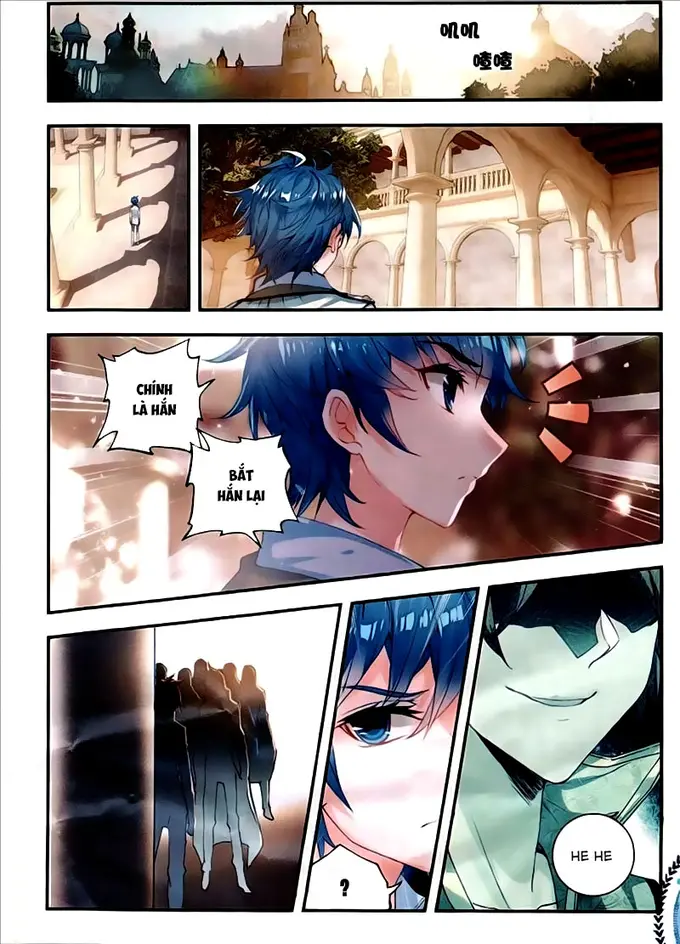 叽叽
喳喳
CHÍNH
LÀ HẮN
BẮT
HẮN LẠI
?
HE HE